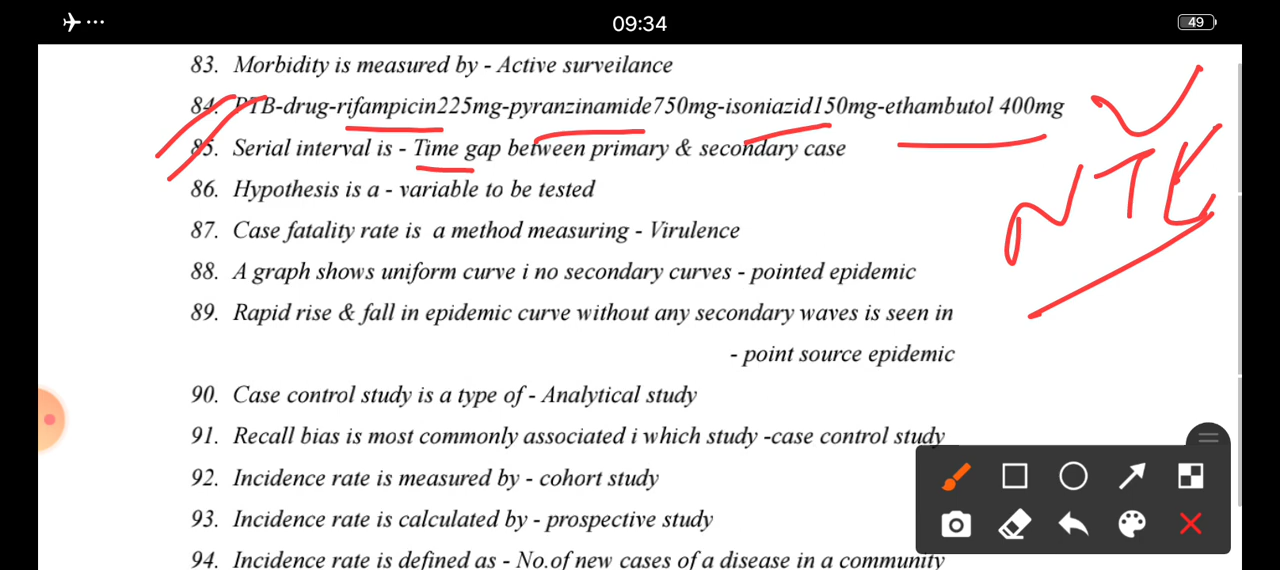 09:34
49
83. Morbidity is measured by - Active surveilance
84. PTB-drug-rifampicin225mg-pyranzinamide750mg-isoniazid150mg-ethambutol 400mg
85. Serial interval is - Time gap between primary & secondary case
86. Hypothesis is a - variable to be tested
87. Case fatality rate is a method measuring - Virulence
88. A graph shows uniform curve i no secondary curves - pointed epidemic
89. Rapid rise & fall in epidemic curve without any secondary waves is seen in
- point source epidemic
90. Case control study is a type of - Analytical study
91. Recall bias is most commonly associated i which study -case control study
92. Incidence rate is measured by - cohort study
93. Incidence rate is calculated by - prospective study
94. Incidence rate is defined as - No.of new cases of a disease in a community